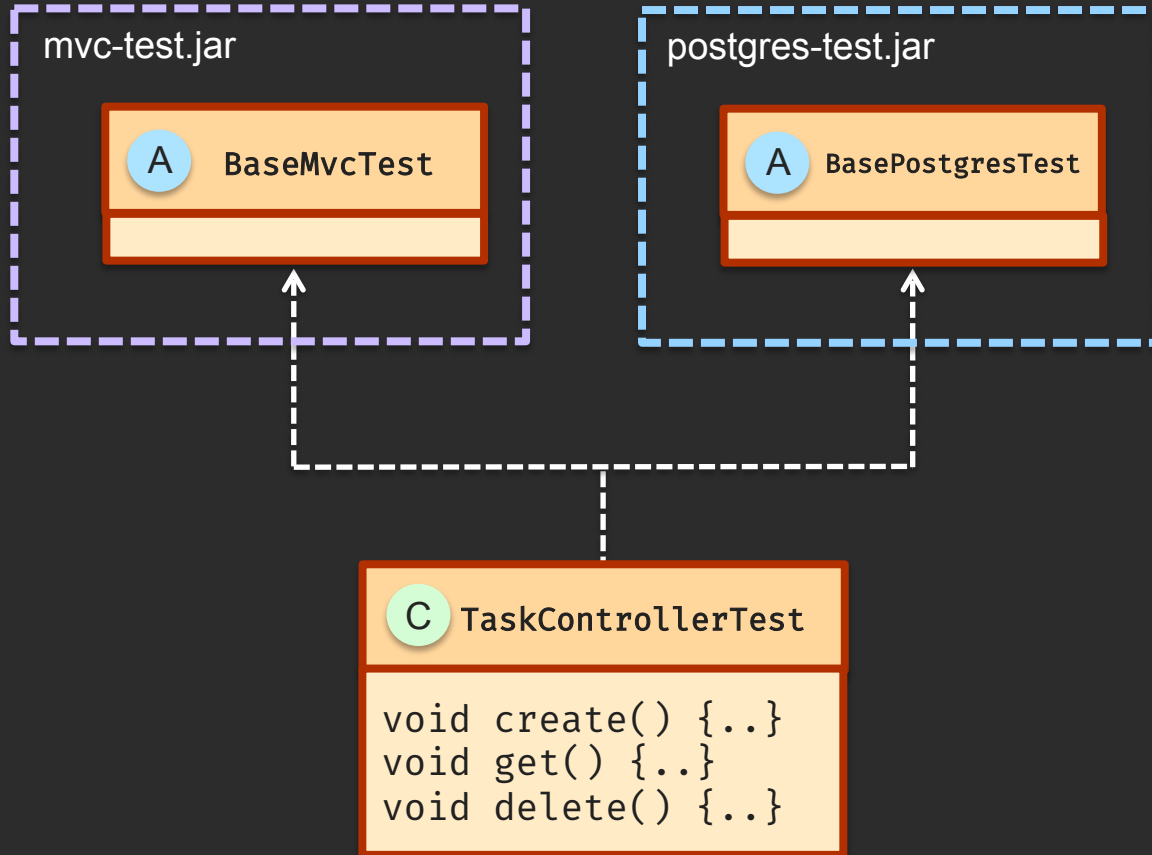 mvc-test.jar
postgres-test.jar
A BaseMvcTest
A BasePostgresTest
C TaskControllerTest
void create() {..}
void get() {..}
void delete() {..}